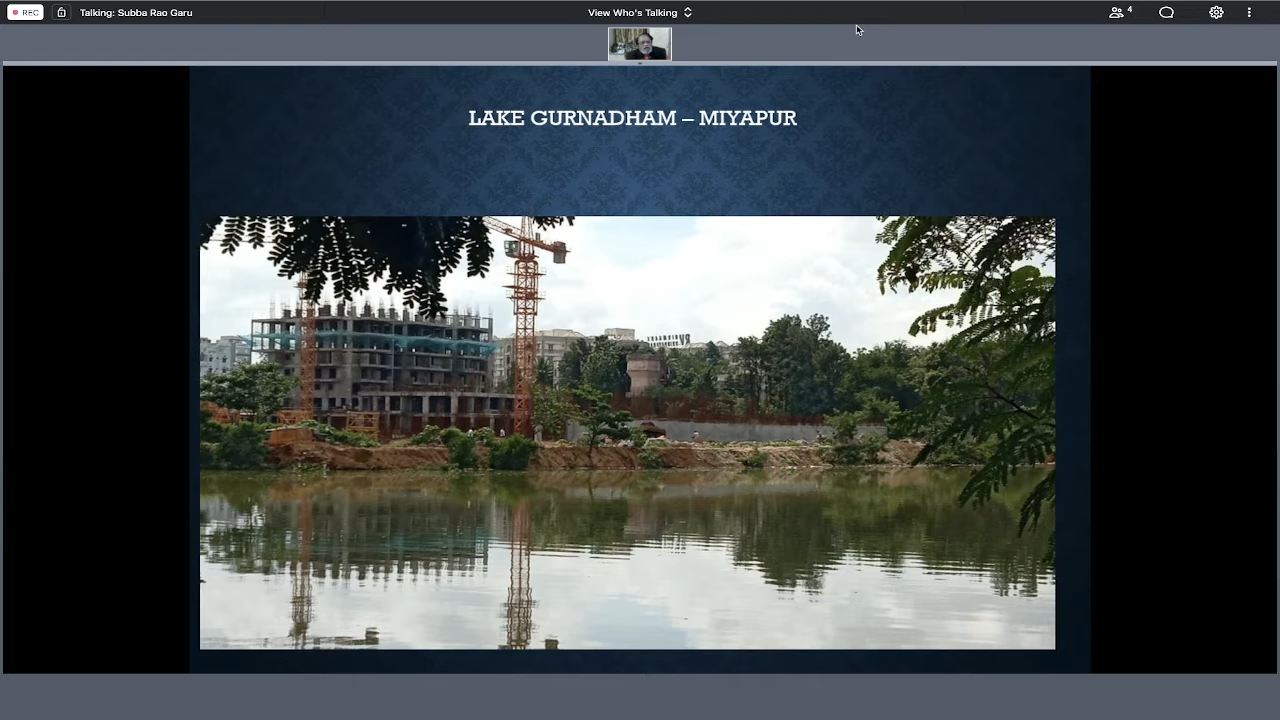 REC
Talking: Subba Rao Garu
View Who's Talking
4
LAKE GURNADHAM – MIYAPUR